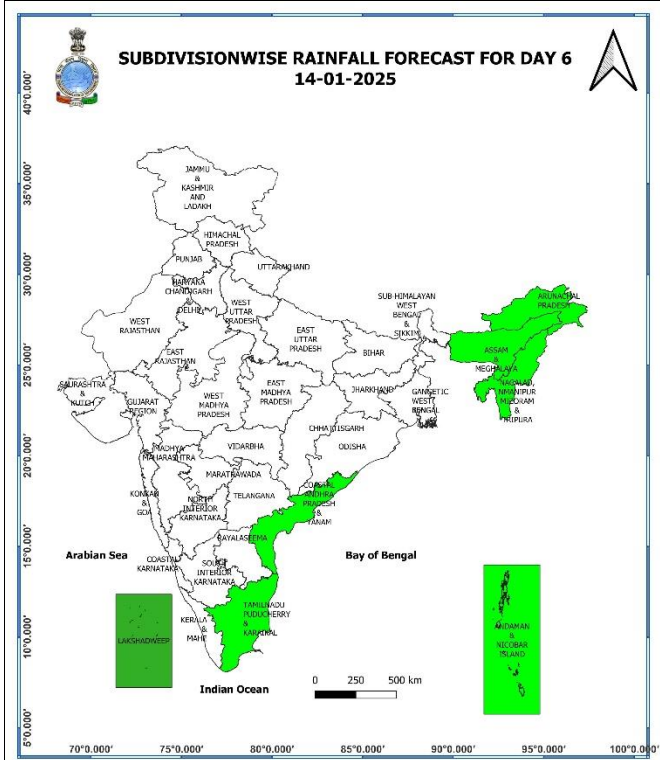 SUBDIVISIONWISE RAINFALL FORECAST FOR DAY 6
14-01-2025
40°0.000'
35°0.000'
30°0.000'
25°0.000'
20°0.000'
15°0.000'
10°0.000'
5°0.000'
JAMMU
&
KASHMIR
AND
LADAKH
HIMACHAL
PRADESH
PUNJAB
UTTARAKHAND
HARYANA
CHANDIGARH
&
DELHI
WEST
UTTAR
PRADESH
WEST
RAJASTHAN
EAST
RAJASTHAN
EAST
UTTAR
PRADESH
SUB HIMALAYAN
WEST
BENGAL
&
SIKKIM
ARUNACHAL
PRADESH
ASSAM
&
MEGHALAYA
NAGALAD,
MANIPUR
MIZORAM
&
TRIPURA
BIHAR
SAURASHTRA
&
KUTCH
GUJARAT
REGION
WEST
MADHYA
PRADESH
EAST
MADHYA
PRADESH
JHARKHAND
GANGETIC
WEST
BENGAL
CHHATTISGARH
ODISHA
MADHYA
MAHARASHTRA
VIDARBHA
MARATHWADA
TELANGANA
COASTAL
ANDHRA
PRADESH
&
YANAM
KONKAN
&
GOA
NORTH
INTERIOR
KARNATAKA
RAYALASEEMA
Arabian Sea
Bay of Bengal
COASTAL
KARNATAKA
SOUTH
INTERIOR
KARNATAKA
TAMILNADU
PUDUCHERRY
&
KARAIKAL
KERALA
&
MAHE
LAKSHADWEEP
ANDAMAN
&
NICOBAR
ISLAND
Indian Ocean
0 250 500 km
70°0.000' 75°0.000' 80°0.000' 85°0.000' 90°0.000' 95°0.000' 100°0.000'